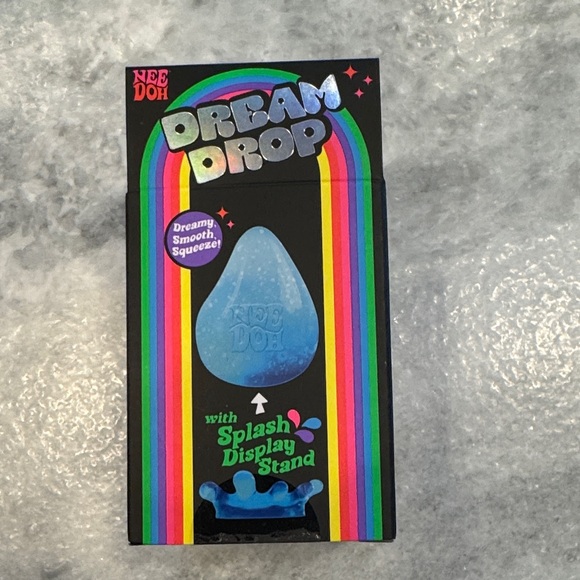 NEE
DOH
DREAM
DROP
Dreamy,
Smooth,
Squeeze!
NEE
DOH
with
Splash
Display
Stand